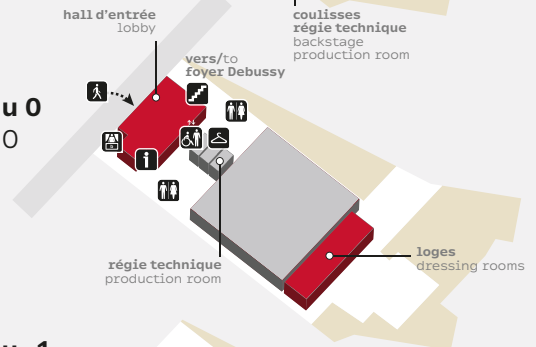 hall d'entrée
lobby
coulisses
régie technique
backstage
production room
vers/to
foyer Debussy
u 0
0
i
régie technique
production room
loges
dressing rooms